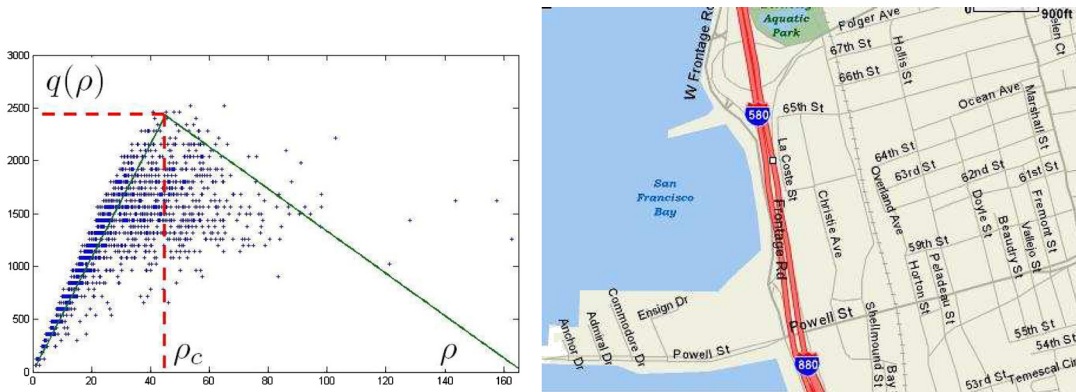 3000
2500
2000
1500
1000
500
0
q(ρ)
ρc
ρ
0 20 40 60 80 100 120 140 160
0 900ft
Aquatic
Park
W Frontage Rd
Folger Ave
67th St
66th St
Hollis St
elen Ct
65th St
Ocean Ave
Marshall St
580
La Coste St
64th St
63rd St
62nd St
61st St
San
Francisco
Bay
Frontage Rd
Christie Ave
Overland Ave
Doyle St
Beaudry St
Vallejo St
Fremont St
59th St
Horton St
Peladeau St
Anchor Dr
Admiral Dr
Commodore Dr
Ensign Dr
Powell St
Powell St
Shellmound St
Bay
55th St
54th St
53rd St
Temescal Cir
880